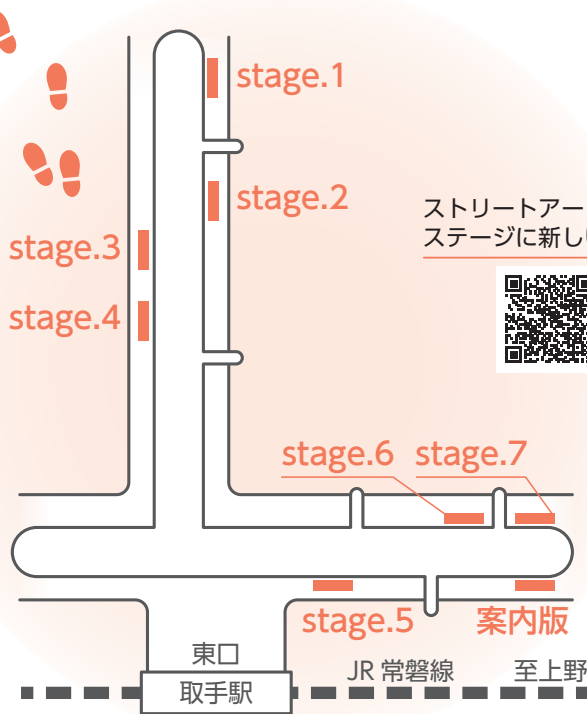 stage.1
stage.2
ストリートアー
ステージに新し
stage.3
stage.4
stage.6 stage.7
stage.5 案内版
東口
JR 常磐線 至上野
取手駅